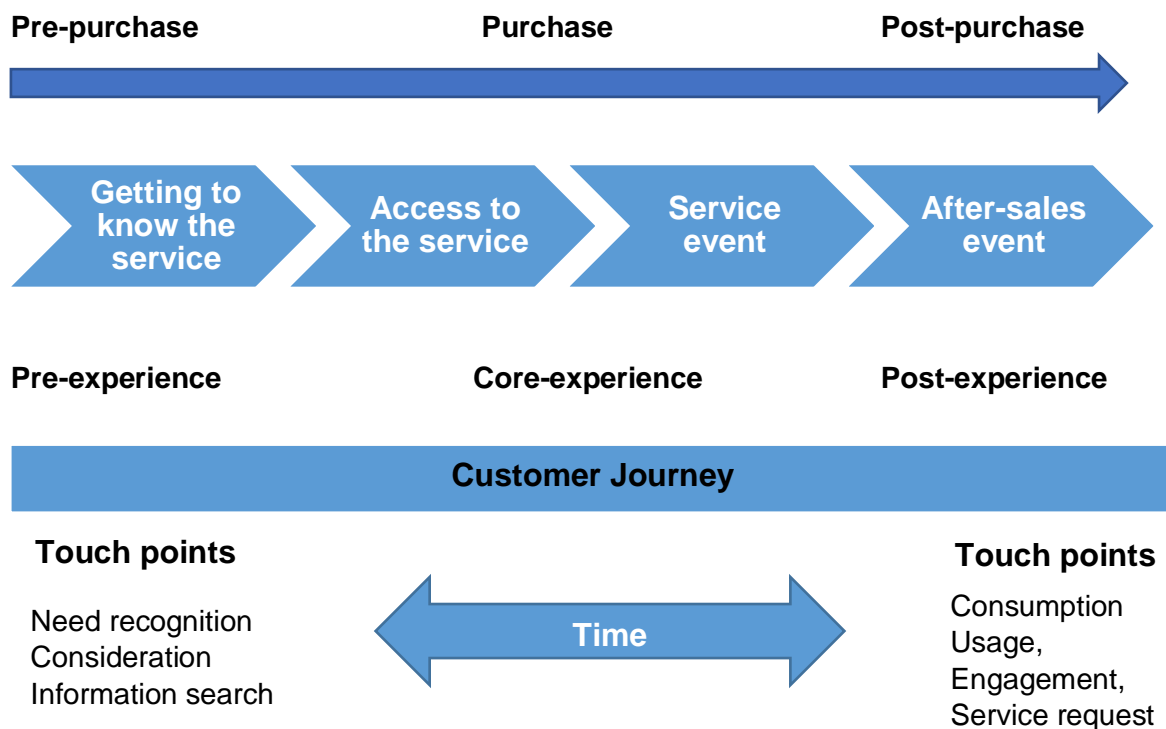 Pre-purchase
Purchase
Post-purchase
Getting to
know the
service
Access to
the service
Service
event
After-sales
event
Pre-experience
Core-experience
Post-experience
Customer Journey
Touch points
Need recognition
Consideration
Information search
Time
Touch points
Consumption
Usage,
Engagement,
Service request